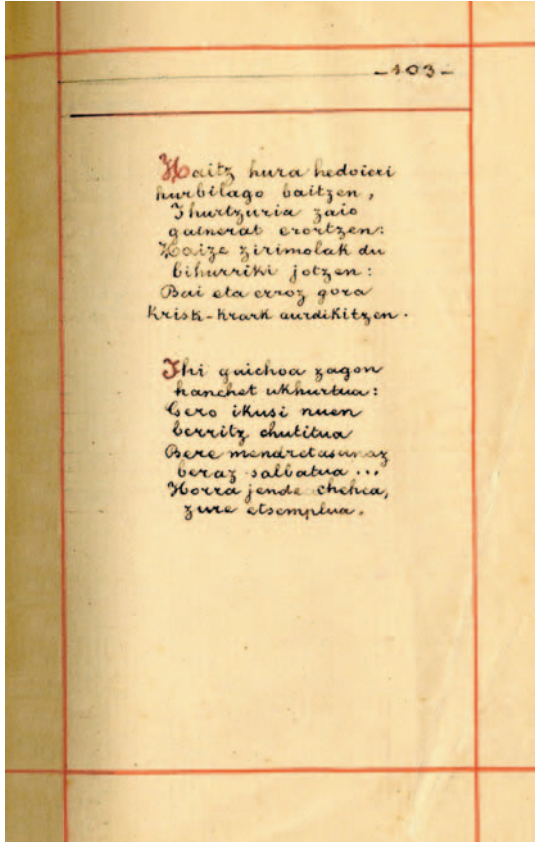 -103-
Haitz hura hedoieri
hurbilago baitzen,
Ihurtzuria zaio
gainerat erortzen:
Haize zirimolak du
bihurriki jotzen:
Bai eta erroz gora
Krisk-Krark aurdikitzen.
Ihi gaichoa zagon
hanchet ukhurtua:
Gero ikusi nuen
berritz chutitua
Bere mendretasunaz
beraz salbatua...
Horra jende chehea,
zure etsemplua.